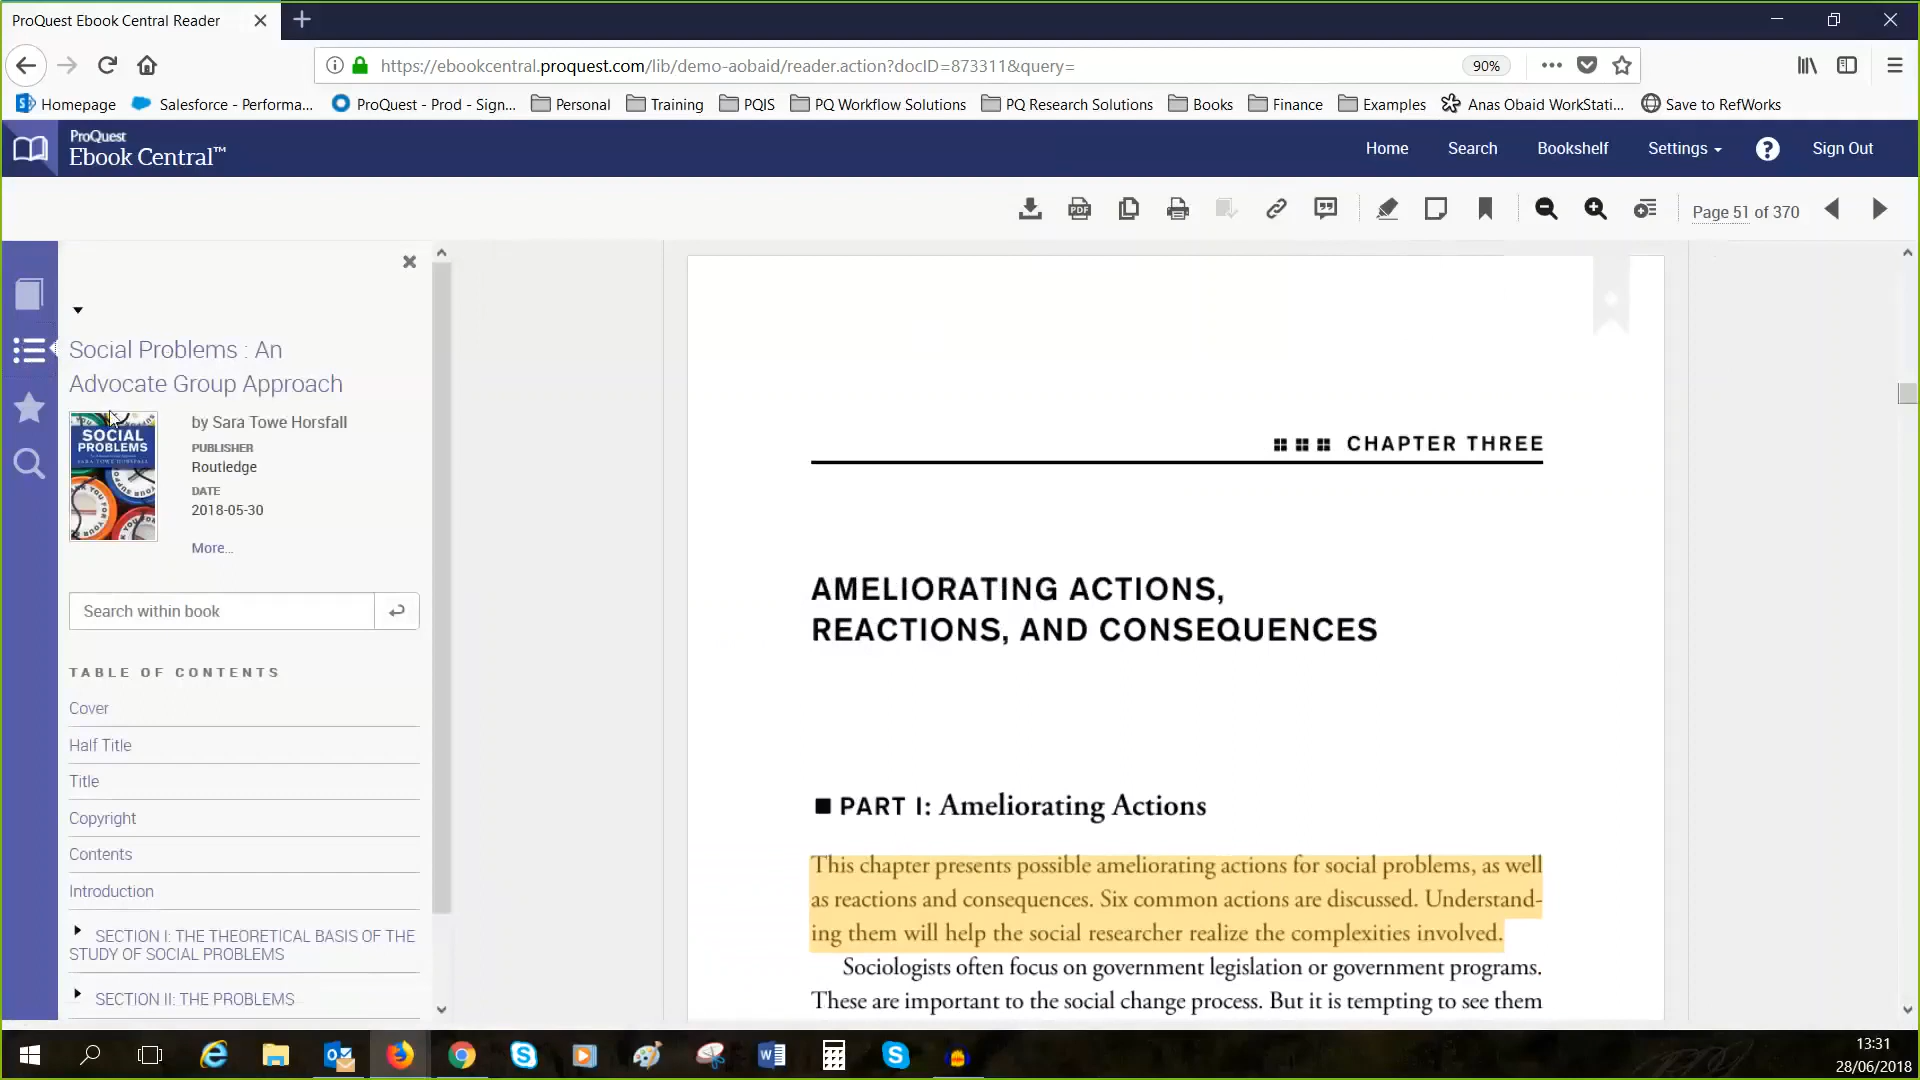 ProQuest Ebook Central Reader
https://ebookcentral.proquest.com/lib/demo-aobaid/reader.action?docID=873311&query=
90%
Homepage
Salesforce - Performa...
ProQuest - Prod - Sign...
Personal
Training
PQIS
PQ Workflow Solutions
PQ Research Solutions
Books
Finance
Examples
Anas Obaid WorkStati...
Save to RefWorks
ProQuest
Ebook Central™
Home
Search
Bookshelf
Settings
Sign Out
PDF
Page 51 of 370
Social Problems : An
Advocate Group Approach
SOCIAL
PROBLEMS
by Sara Towe Horsfall
PUBLISHER
Routledge
DATE
2018-05-30
More...
Search within book
TABLE OF CONTENTS
Cover
Half Title
Title
Copyright
Contents
Introduction
SECTION I: THE THEORETICAL BASIS OF THE
STUDY OF SOCIAL PROBLEMS
SECTION II: THE PROBLEMS
CHAPTER THREE
AMELIORATING ACTIONS,
REACTIONS, AND CONSEQUENCES
PART I: Ameliorating Actions
This chapter presents possible ameliorating actions for social problems, as well
as reactions and consequences. Six common actions are discussed. Understand-
ing them will help the social researcher realize the complexities involved.
Sociologists often focus on government legislation or government programs.
These are important to the social change process. But it is tempting to see them
13:31
28/06/2018